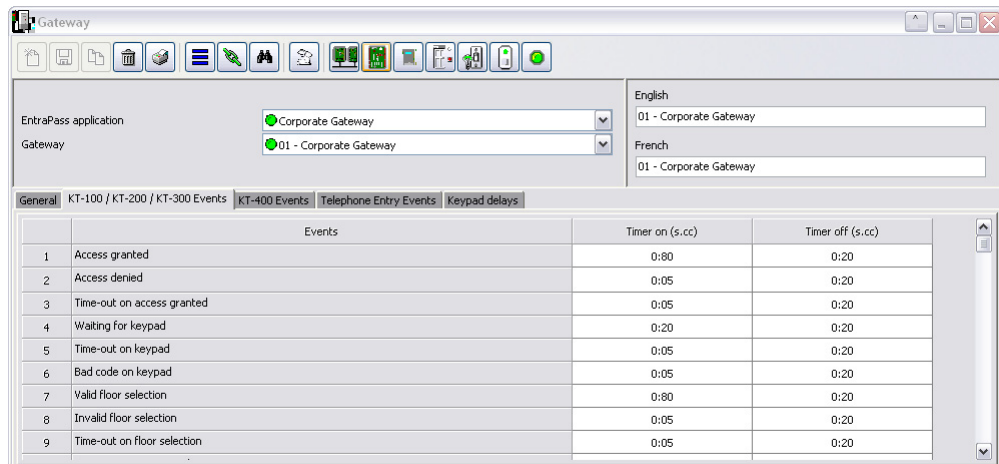 Gateway
English
EntraPass application
Corporate Gateway
01 - Corporate Gateway
Gateway
01 - Corporate Gateway
French
01 - Corporate Gateway
General KT-100 / KT-200 / KT-300 Events KT-400 Events Telephone Entry Events Keypad delays
Events Timer on (s.cc) Timer off (s.cc)
1 Access granted 0:80 0:20
2 Access denied 0:05 0:20
3 Time-out on access granted 0:05 0:20
4 Waiting for keypad 0:20 0:20
5 Time-out on keypad 0:05 0:20
6 Bad code on keypad 0:05 0:20
7 Valid floor selection 0:80 0:20
8 Invalid floor selection 0:05 0:20
9 Time-out on floor selection 0:05 0:20